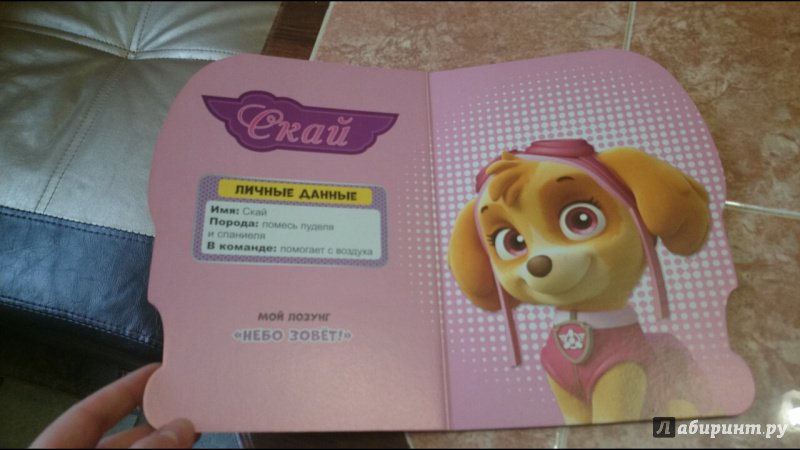 Скай
ЛИЧНЫЕ ДАННЫЕ
Имя: Скай
Порода: помесь пуделя
и спаниеля
В команде: помогает с воздуха
МОЙ ЛОЗУНГ
«НЕБО ЗОВЁТ!»
Лабиринт.ру